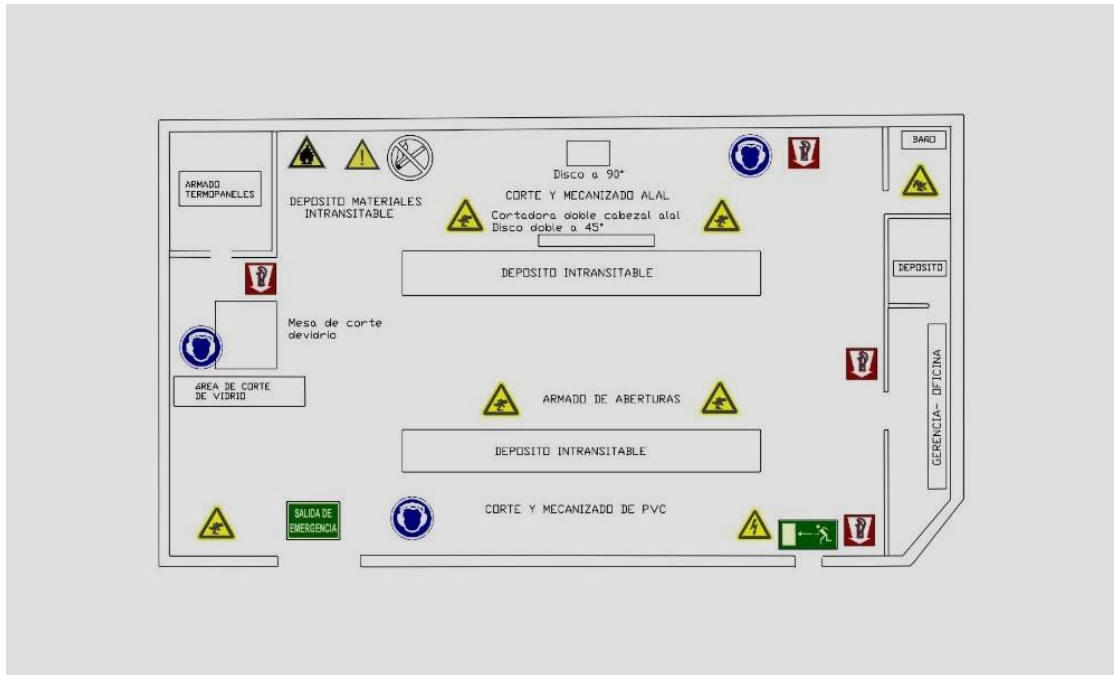 BAÑO
Disco a 90°
ARMADO
TERMOPANELES
CORTE Y MECANIZADO ALAL
DEPOSITO MATERIALES
INTRANSITABLE
Cortadora doble cabezal alal
Disco doble a 45°
DEPOSITO INTRANSITABLE
DEPOSITO
Mesa de corte
devidrio
AREA DE CORTE
DE VIDRIO
GERENCIA- OFICINA
ARMADO DE ABERTURAS
DEPOSITO INTRANSITABLE
SALIDA DE
EMERGENCIA
CORTE Y MECANIZADO DE PVC